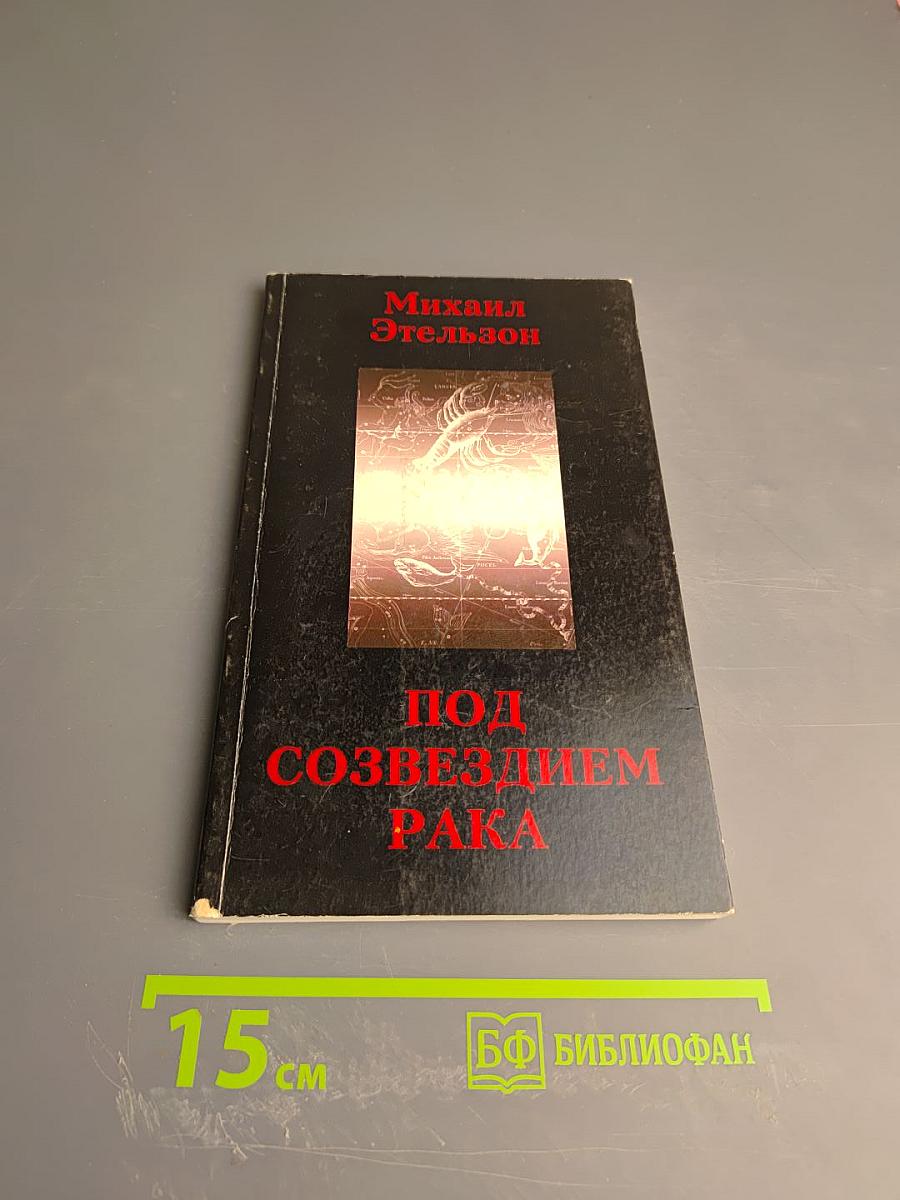 Михаил
Этельзон
ПОД
СОЗВЕЗДИЕМ
РАКА
15 см
БФ БИБЛИОФАН